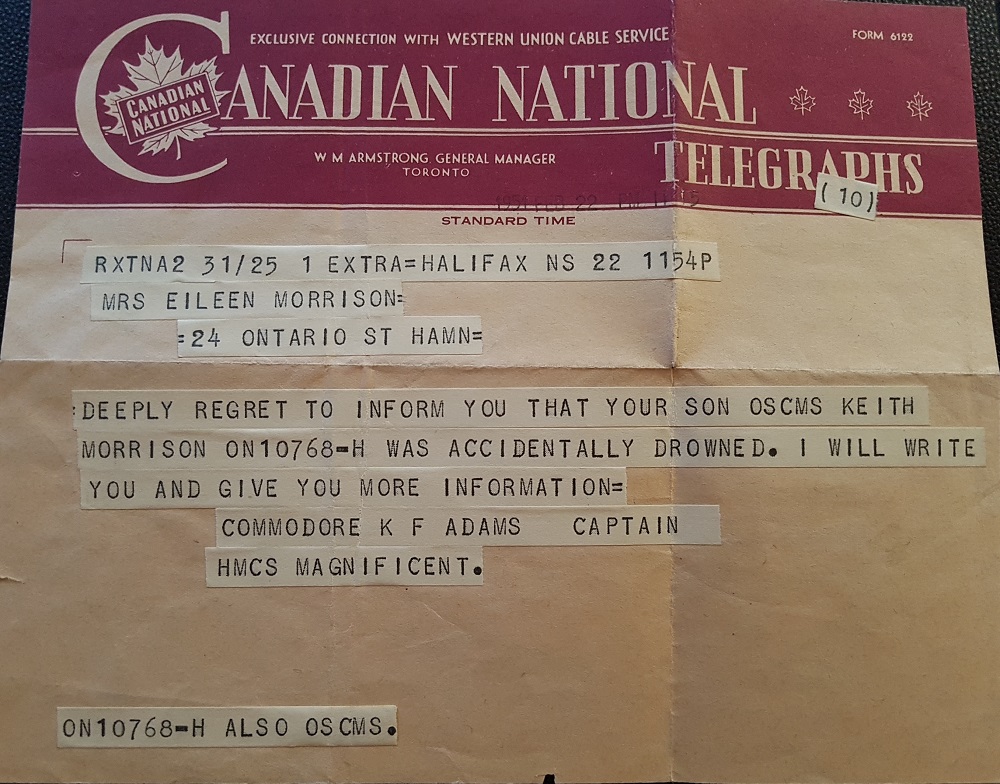 EXCLUSIVE CONNECTION WITH WESTERN UNION CABLE SERVICE
FORM 6122
CANADIAN NATIONAL
CANADIAN NATIONAL
TELEGRAPHS
W M ARMSTRONG GENERAL MANAGER
TORONTO
(10)
FEB 22
STANDARD TIME
RXTNA2 31/25 1 EXTRA=HALIFAX NS 22 1154P
MRS EILEEN MORRISON=
=24 ONTARIO ST HAMN=
:DEEPLY REGRET TO INFORM YOU THAT YOUR SON OSCMS KEITH
MORRISON ON10768-H WAS ACCIDENTALLY DROWNED. I WILL WRITE
YOU AND GIVE YOU MORE INFORMATION=
COMMODORE K F ADAMS CAPTAIN
HMCS MAGNIFICENT.
ON10768-H ALSO OSCMS.